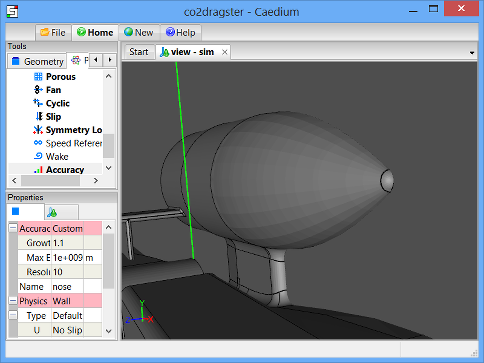 co2dragster - Caedium
File Home New Help
Tools
Geometry P
Start view - sim
Porous
Fan
Cyclic
Slip
Symmetry Lo
Speed Referen
Wake
Accuracy
Properties
Accurac Custom
Growt 1.1
Max E 1e+009 m
Resolu 10
Name nose
Physics Wall
Type Default
U No Slip
Y
X